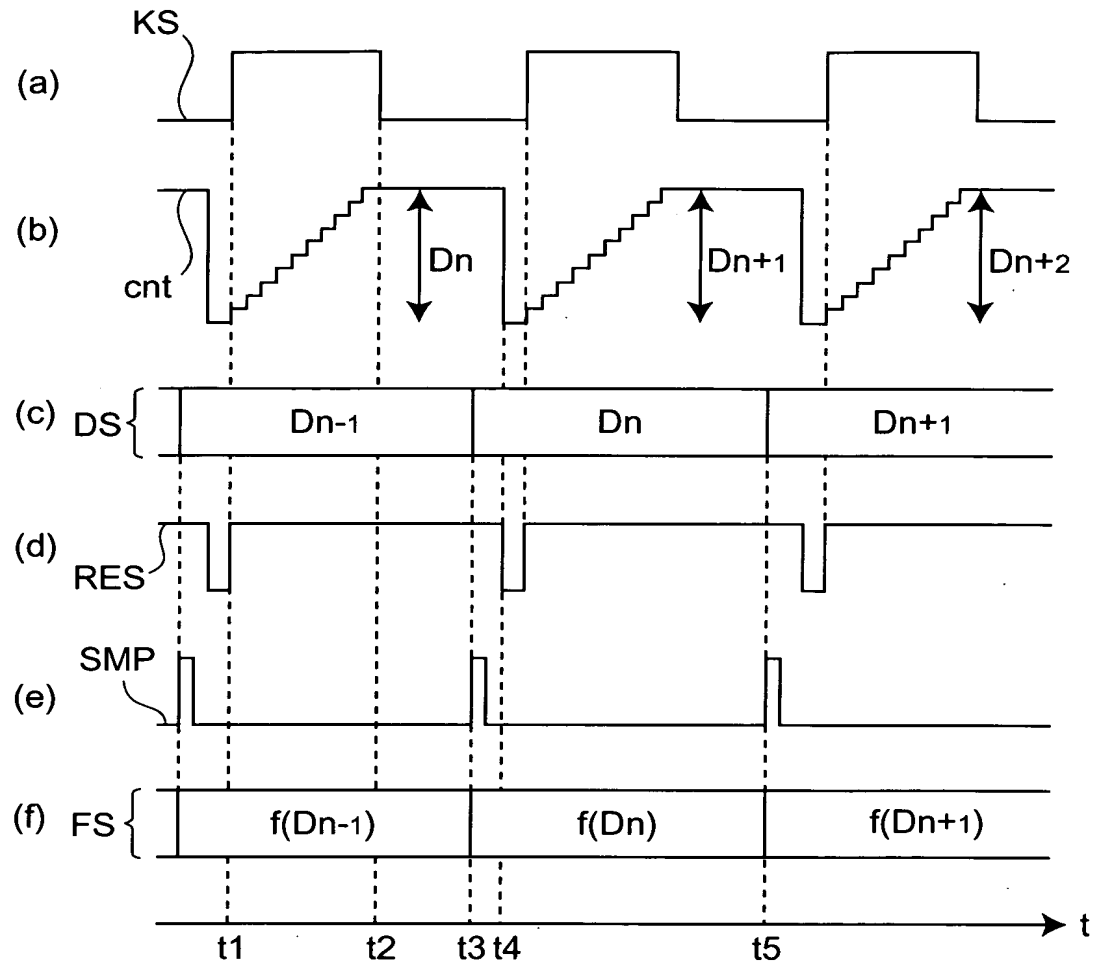 KS
(a)
(b)
cnt
Dn
Dn+1
Dn+2
(c)
DS
Dn-1
Dn
Dn+1
(d)
RES
SMP
(e)
(f)
FS
f(Dn-1)
f(Dn)
f(Dn+1)
t
t1
t2
t3
t4
t5